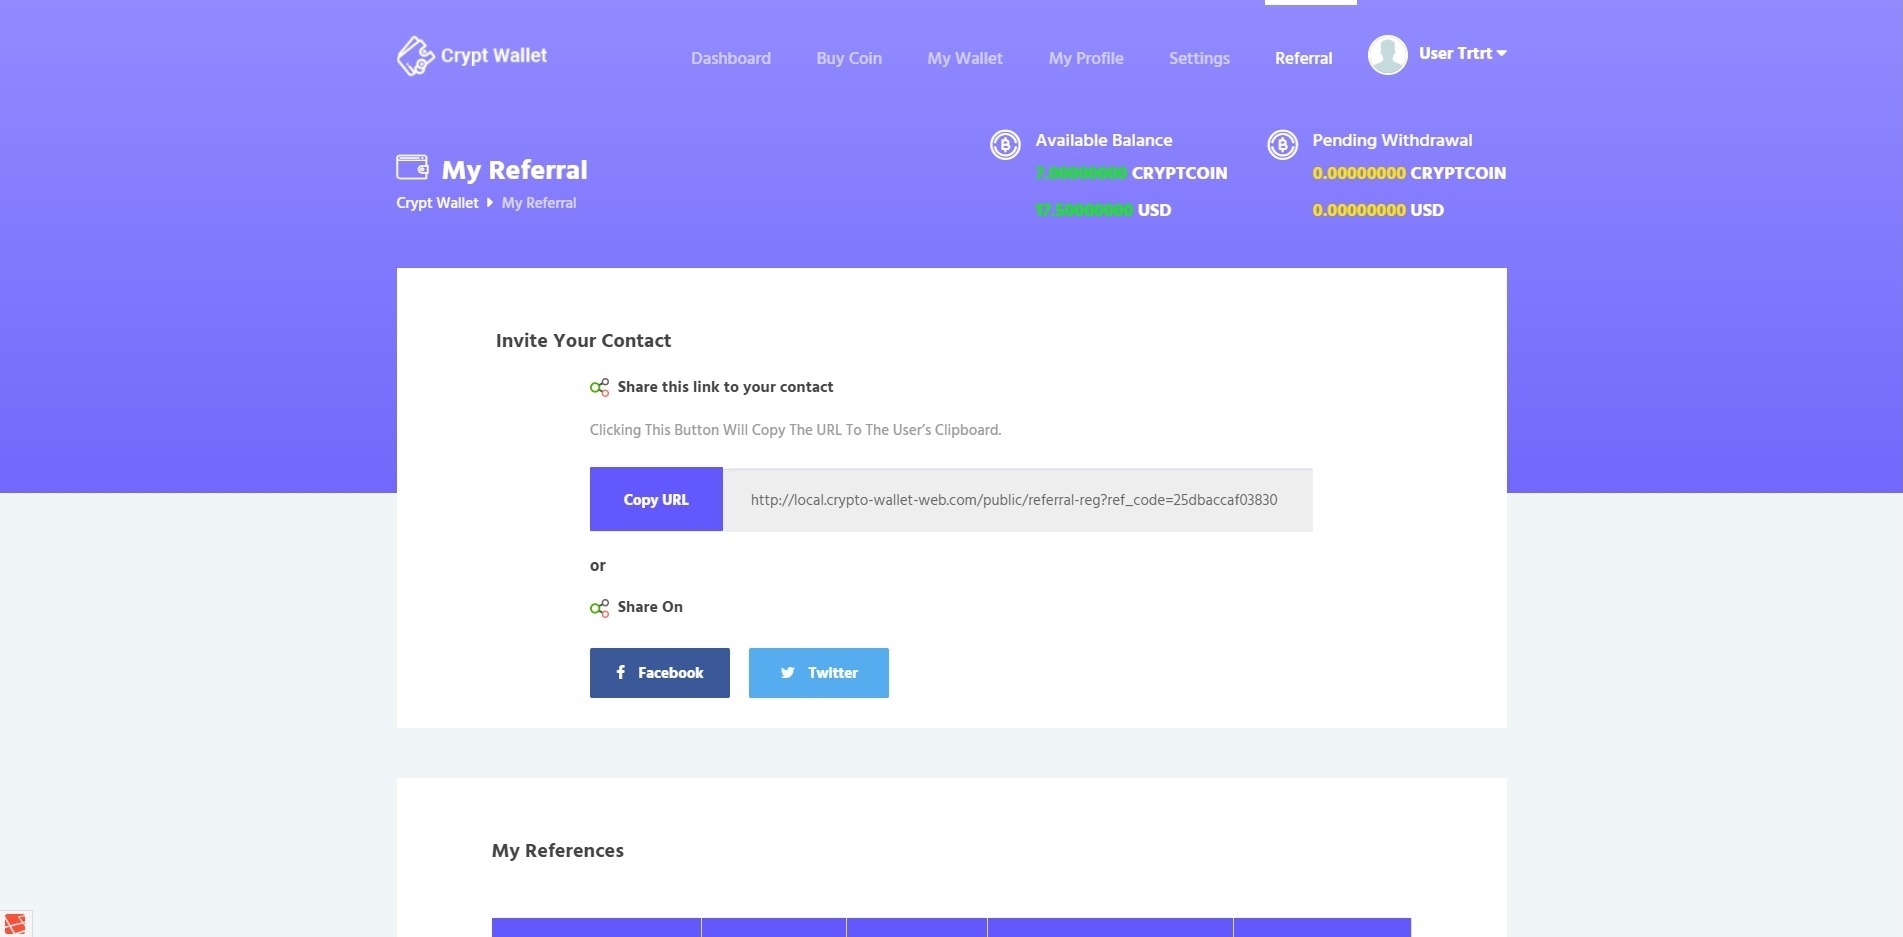 Crypt Wallet
Dashboard
Buy Coin
My Wallet
My Profile
Settings
Referral
User Trtrt
My Referral
Crypt Wallet
My Referral
Available Balance
7.00000000 CRYPTCOIN
17.50000000 USD
Pending Withdrawal
0.00000000 CRYPTCOIN
0.00000000 USD
Invite Your Contact
Share this link to your contact
Clicking This Button Will Copy The URL To The User’s Clipboard.
Copy URL
http://local.crypto-wallet-web.com/public/referral-reg?ref_code=25dbaccaf03830
or
Share On
Facebook
Twitter
My References